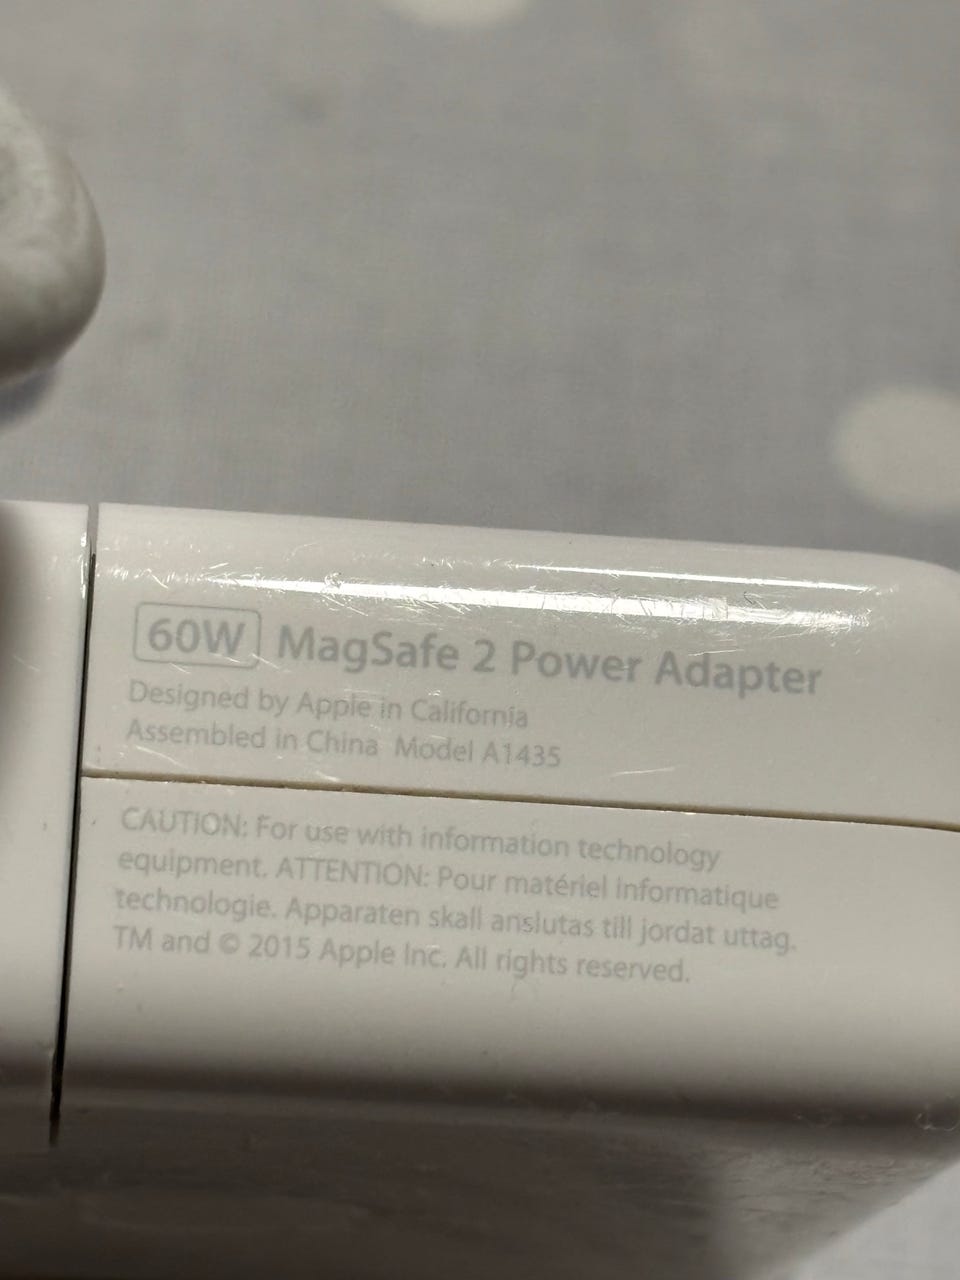 60W MagSafe 2 Power Adapter
Designed by Apple in California
Assembled in China Model A1435
CAUTION: For use with information technology
equipment. ATTENTION: Pour matériel informatique
technologie. Apparaten skall anslutas till jordat uttag.
TM and © 2015 Apple Inc. All rights reserved.